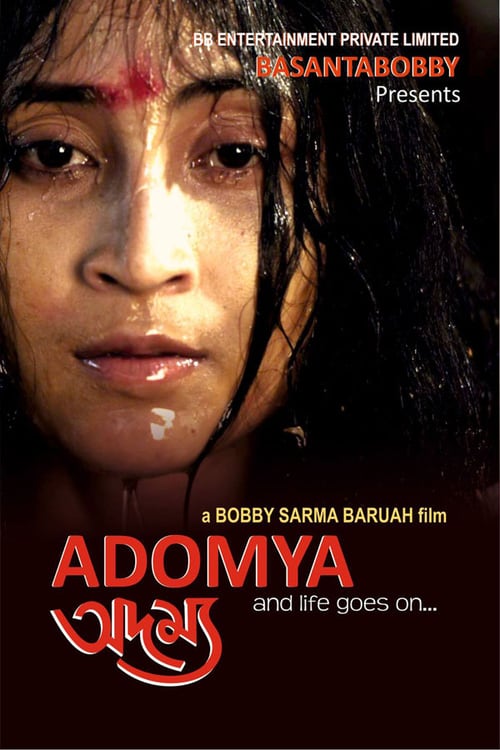 BB ENTERTAINMENT PRIVATE LIMITED
BASANTABOBBY
Presents
a BOBBY SARMA BARUAH film
ADOMYA
and life goes on...
অদম্য